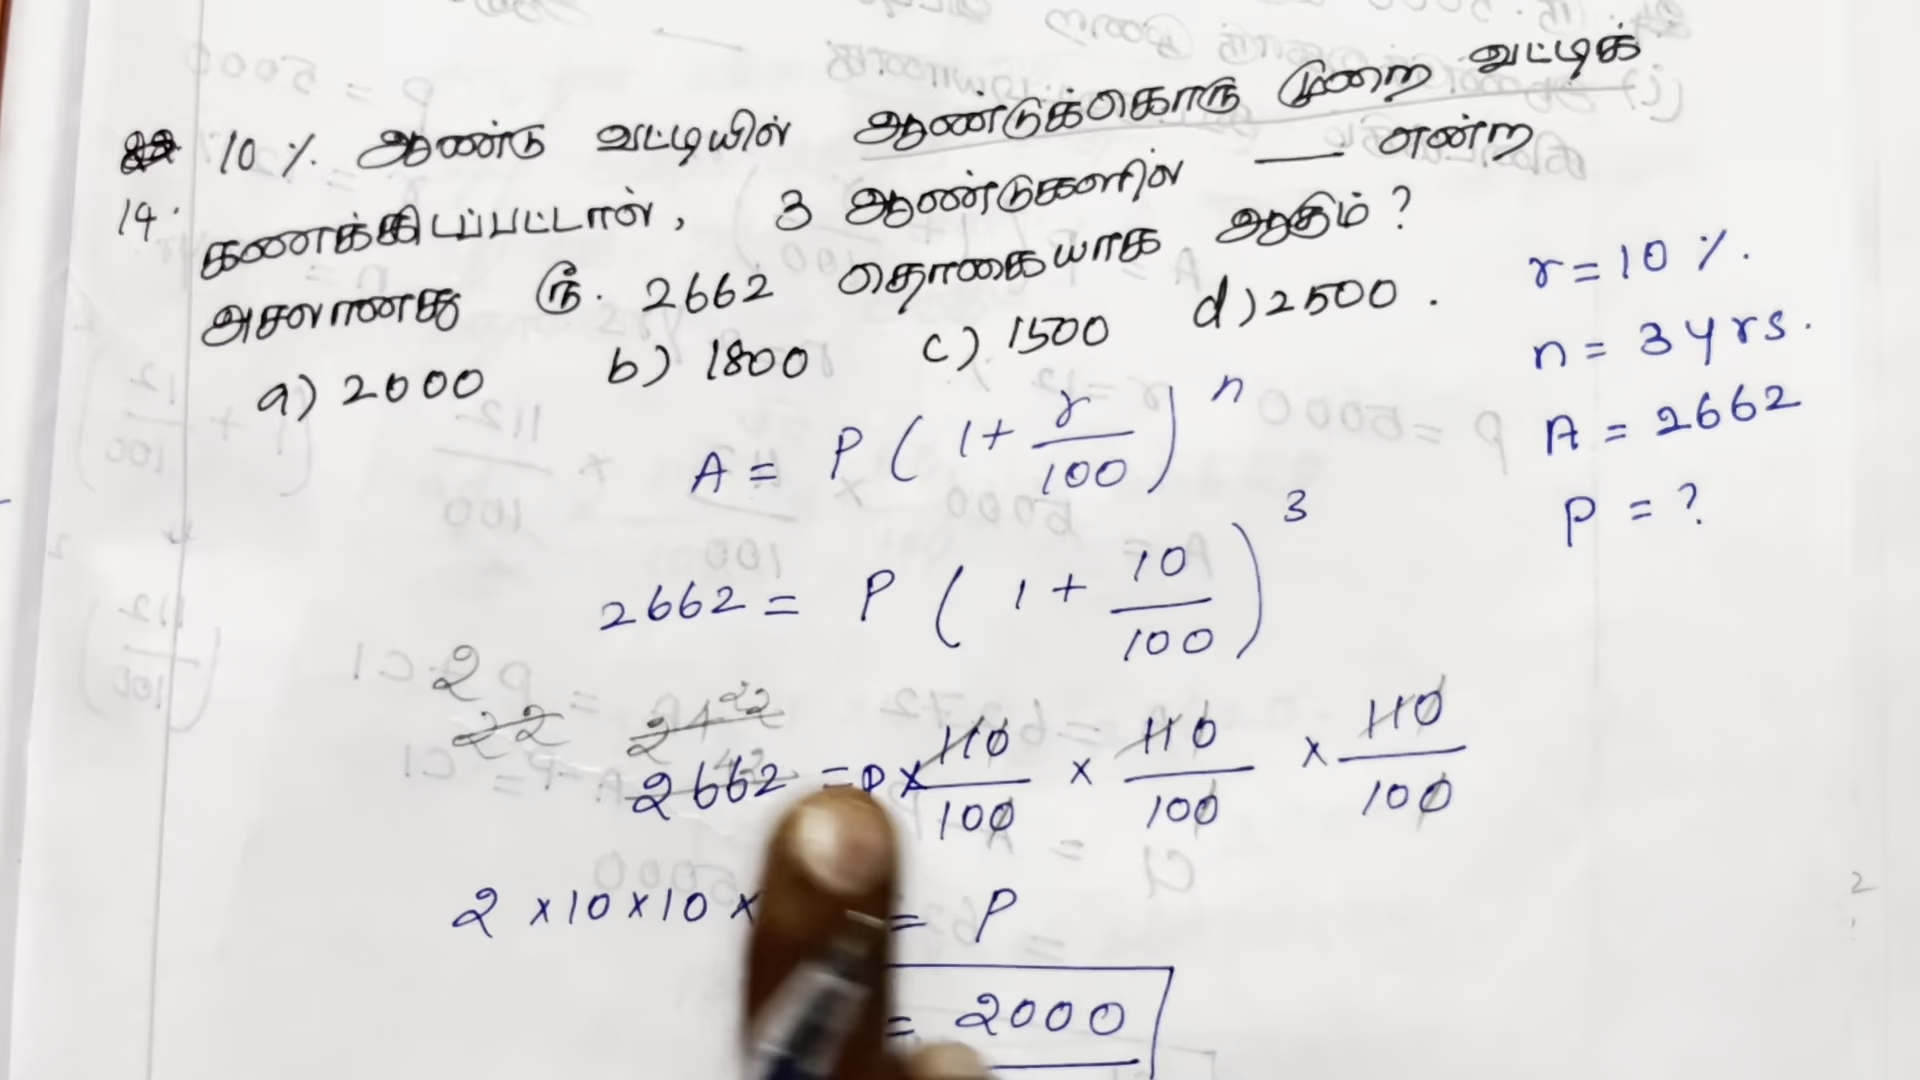 14. 10 % ஆண்டு வட்டியில் ஆண்டுக்கொரு முறை வட்டிக்
கணக்கிடப்பட்டால், 3 ஆண்டுகளில் ___ என்ற
அசலானது ரூ. 2662 தொகையாக ஆகும்?
a) 2000 b) 1800 c) 1500 d) 2500.
r = 10 %.
n = 3 yrs.
A = 2662
P = ?
A = P ( 1 + r/100 )^n
2662 = P ( 1 + 10/100 )^3
2662 = P × 110/100 × 110/100 × 110/100
2 × 10 × 10 × = P
= 2000